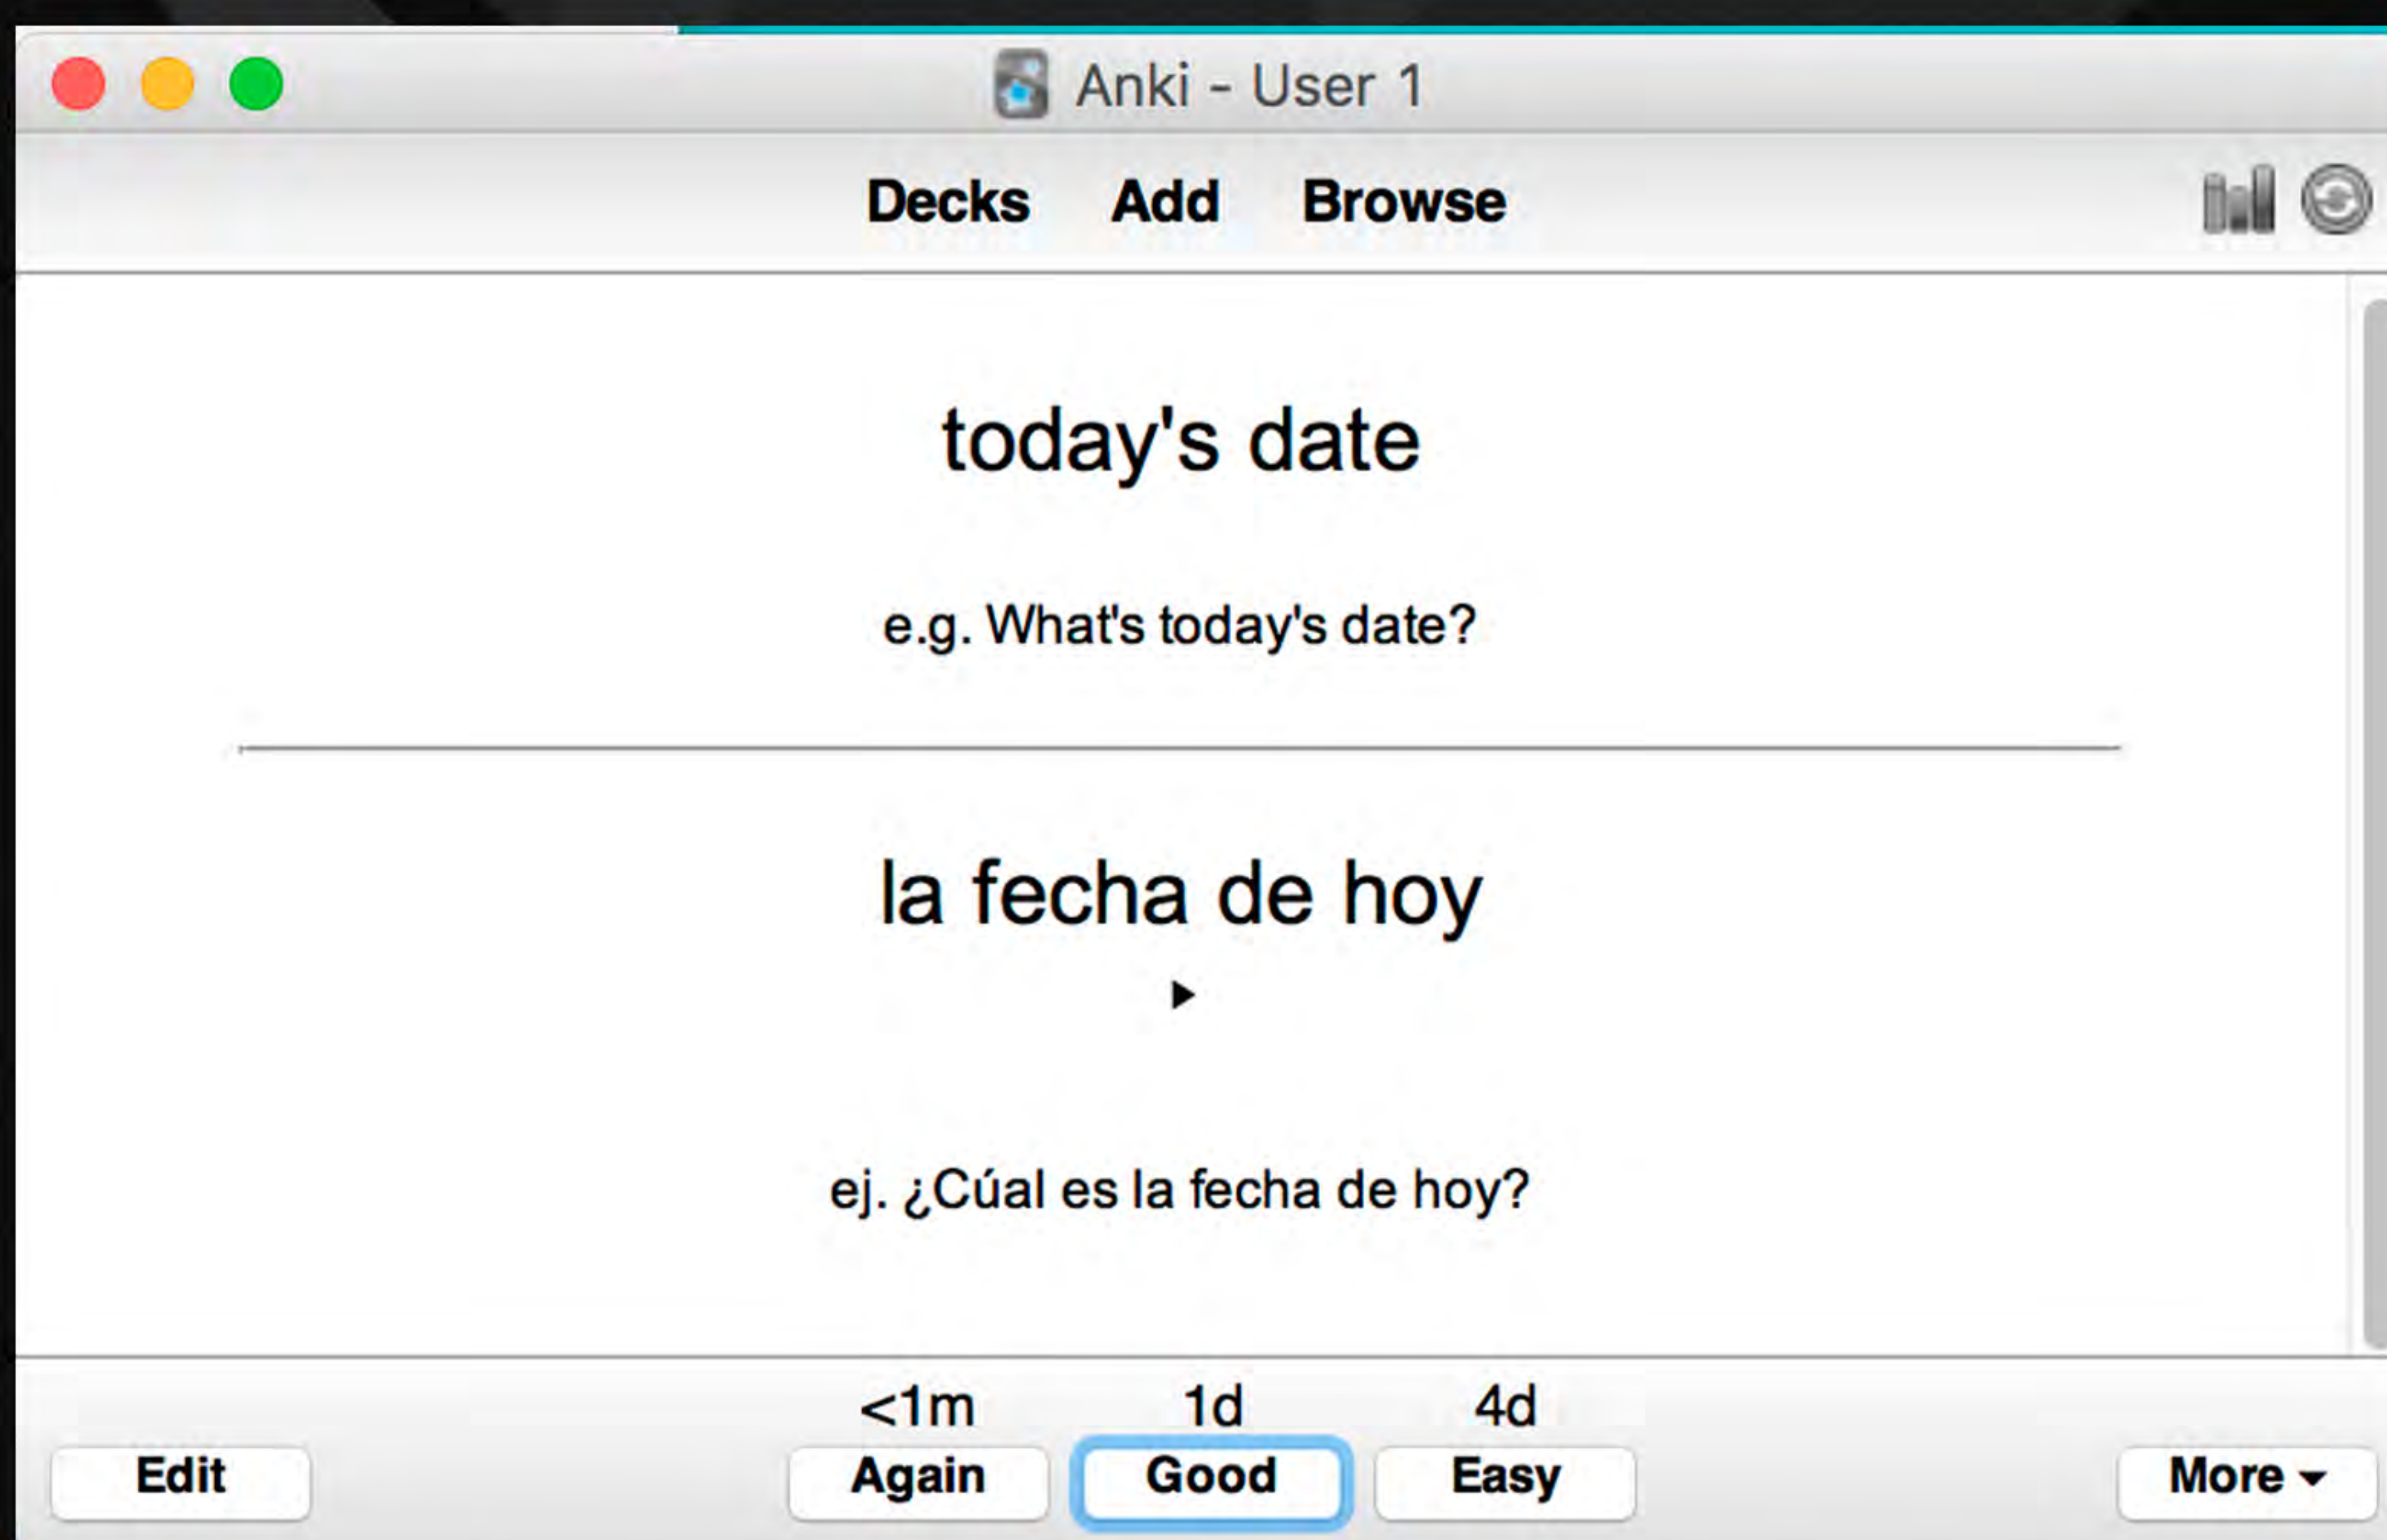 Anki - User 1
Decks Add Browse
today's date
e.g. What's today's date?
la fecha de hoy
ej. ¿Cúal es la fecha de hoy?
<1m 1d 4d
Edit Again Good Easy More